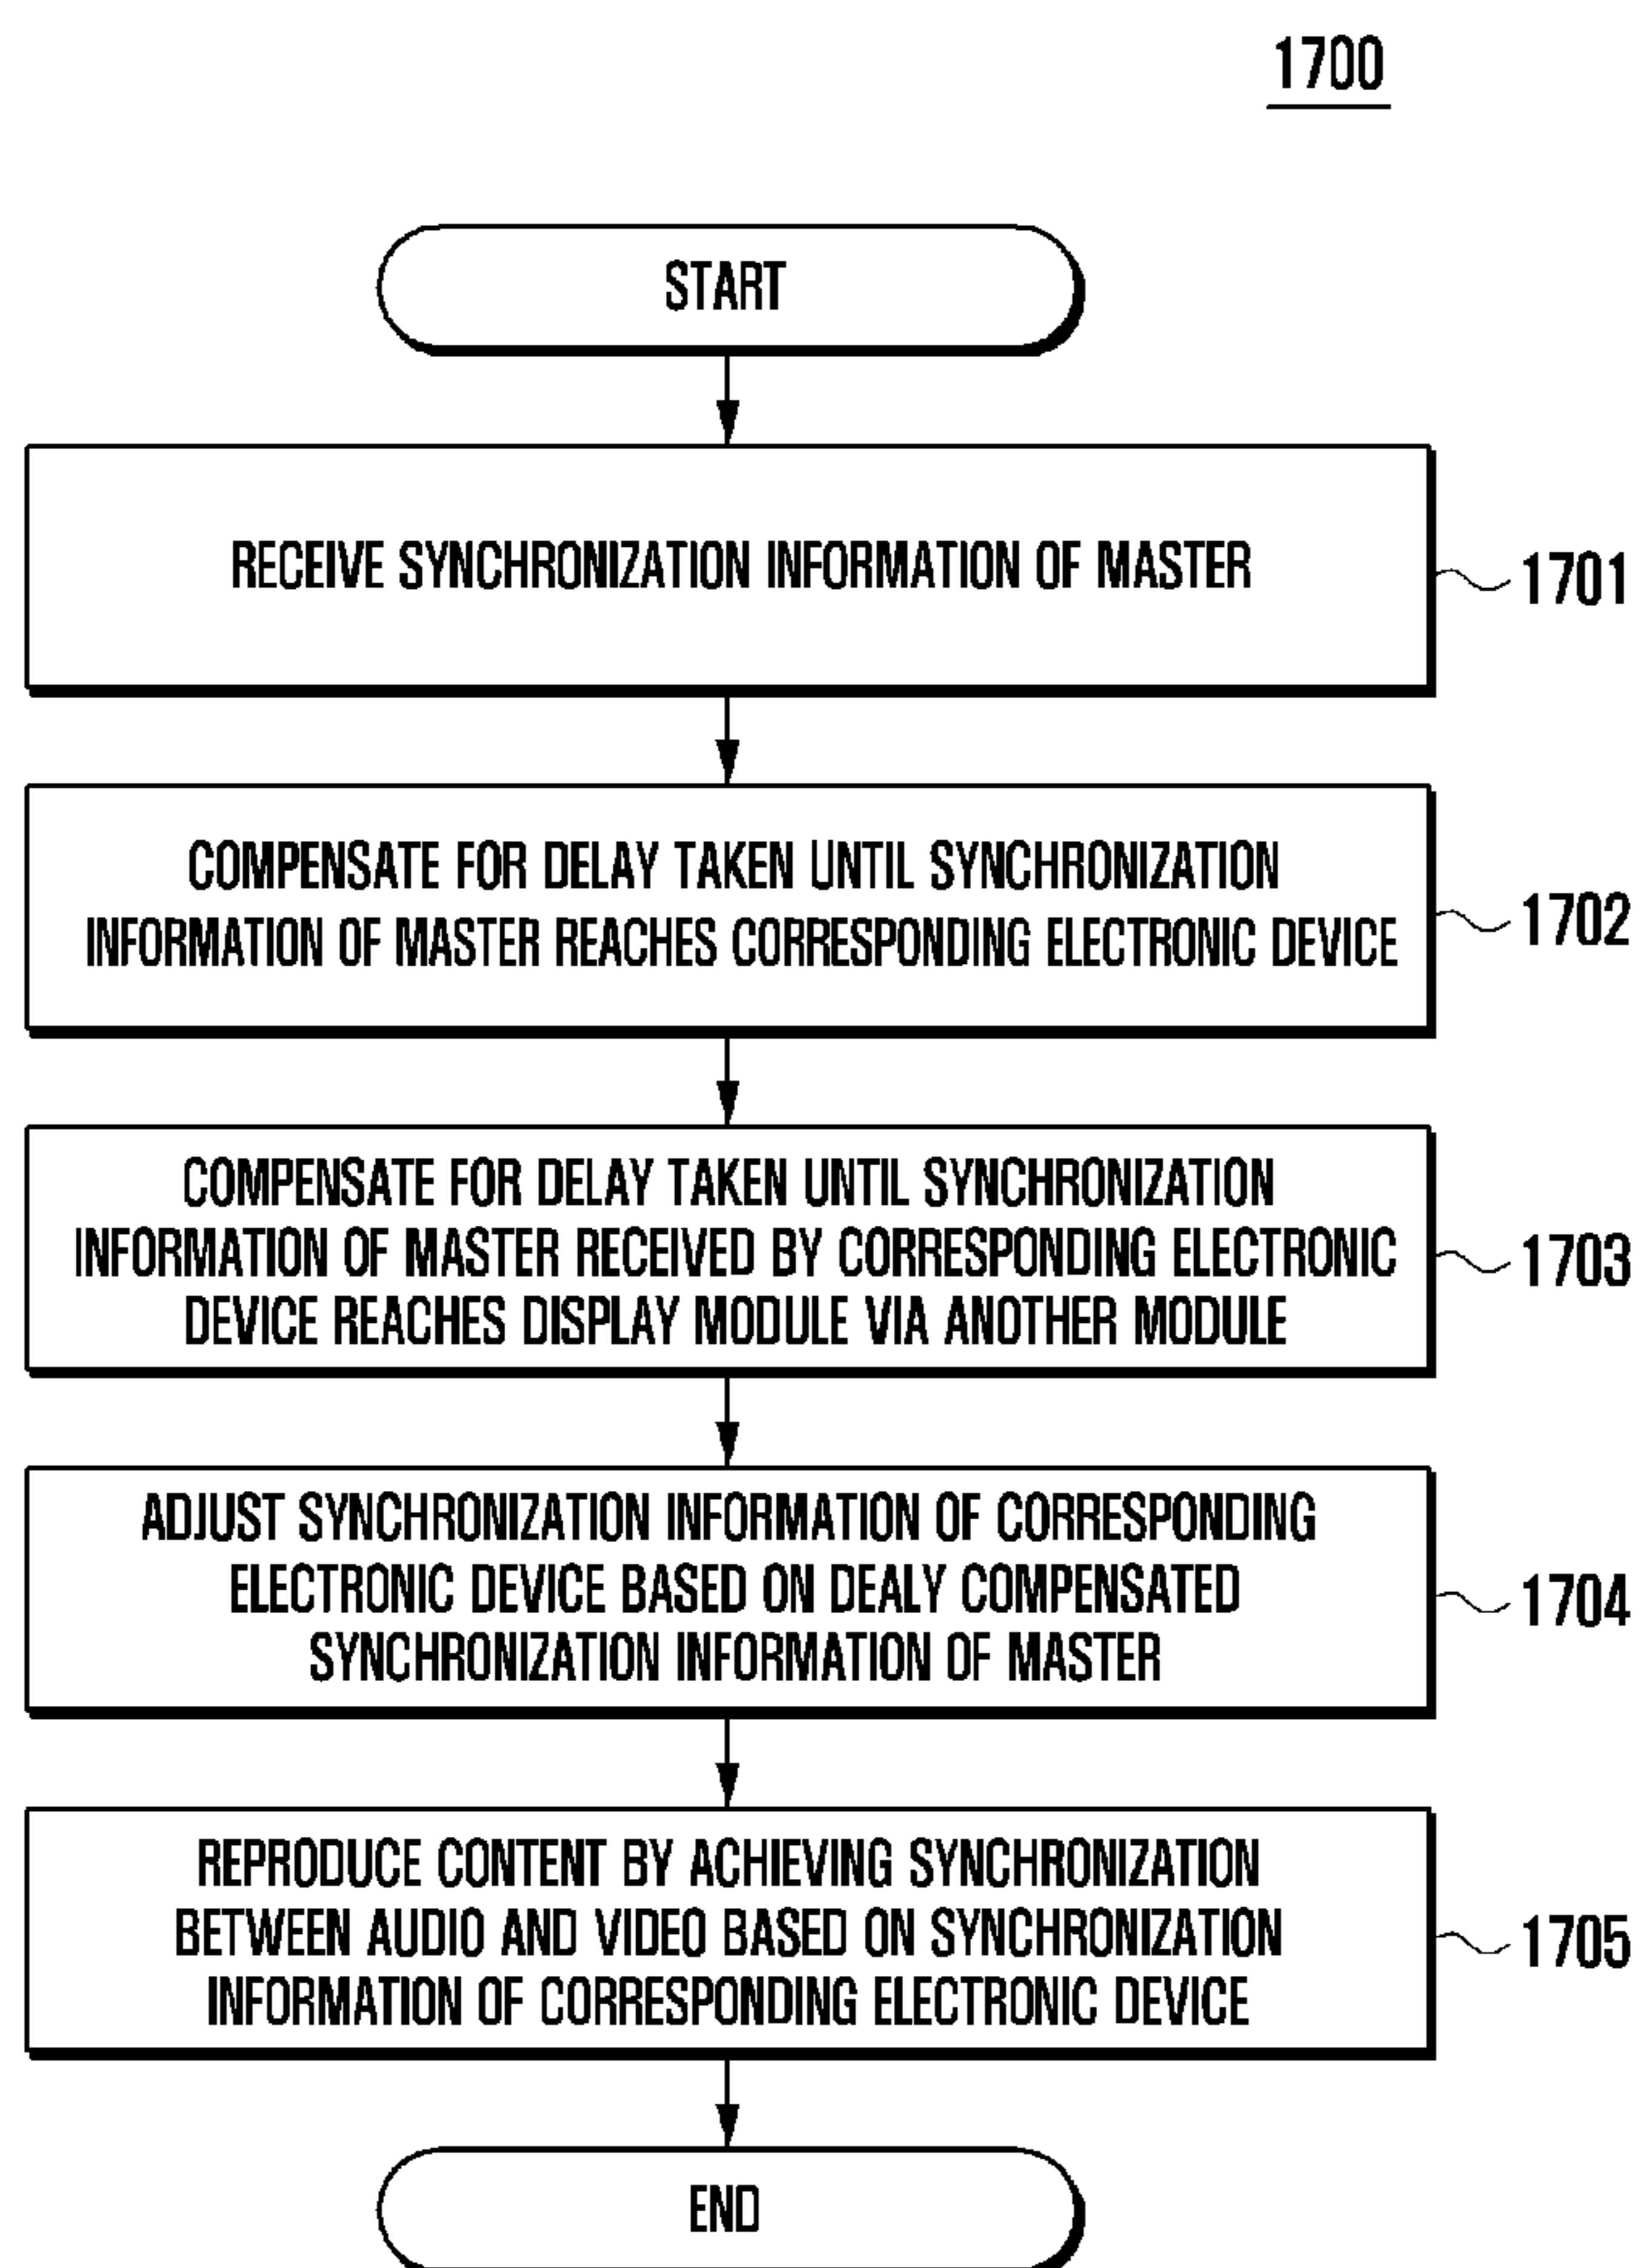 1700
START
RECEIVE SYNCHRONIZATION INFORMATION OF MASTER
1701
COMPENSATE FOR DELAY TAKEN UNTIL SYNCHRONIZATION
INFORMATION OF MASTER REACHES CORRESPONDING ELECTRONIC DEVICE
1702
COMPENSATE FOR DELAY TAKEN UNTIL SYNCHRONIZATION
INFORMATION OF MASTER RECEIVED BY CORRESPONDING ELECTRONIC
DEVICE REACHES DISPLAY MODULE VIA ANOTHER MODULE
1703
ADJUST SYNCHRONIZATION INFORMATION OF CORRESPONDING
ELECTRONIC DEVICE BASED ON DEALY COMPENSATED
SYNCHRONIZATION INFORMATION OF MASTER
1704
REPRODUCE CONTENT BY ACHIEVING SYNCHRONIZATION
BETWEEN AUDIO AND VIDEO BASED ON SYNCHRONIZATION
INFORMATION OF CORRESPONDING ELECTRONIC DEVICE
1705
END